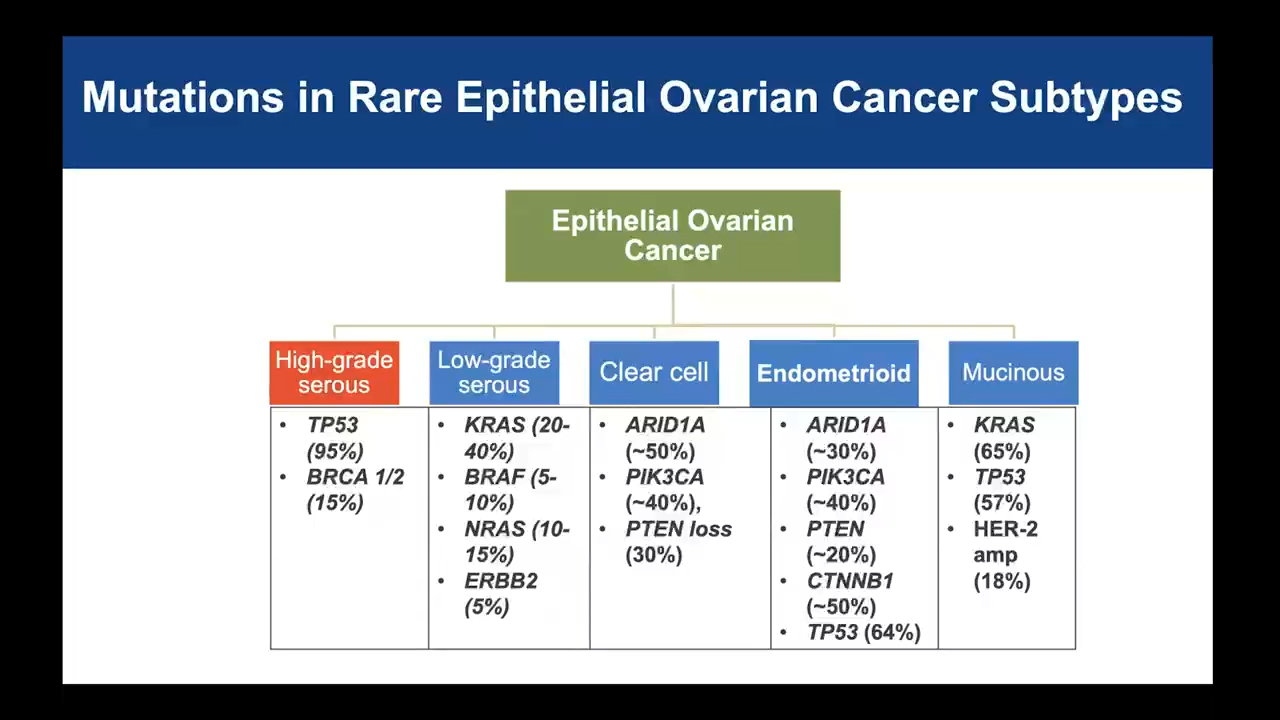 Mutations in Rare Epithelial Ovarian Cancer Subtypes
Epithelial Ovarian
Cancer
High-grade
serous
Low-grade
serous
Clear cell
Endometrioid
Mucinous
• TP53
(95%)
• BRCA 1/2
(15%)
• KRAS (20-
40%)
• BRAF (5-
10%)
• NRAS (10-
15%)
• ERBB2
(5%)
• ARID1A
(~50%)
• PIK3CA
(~40%),
• PTEN loss
(30%)
• ARID1A
(~30%)
• PIK3CA
(~40%)
• PTEN
(~20%)
• CTNNB1
(~50%)
• TP53 (64%)
• KRAS
(65%)
• TP53
(57%)
• HER-2
amp
(18%)